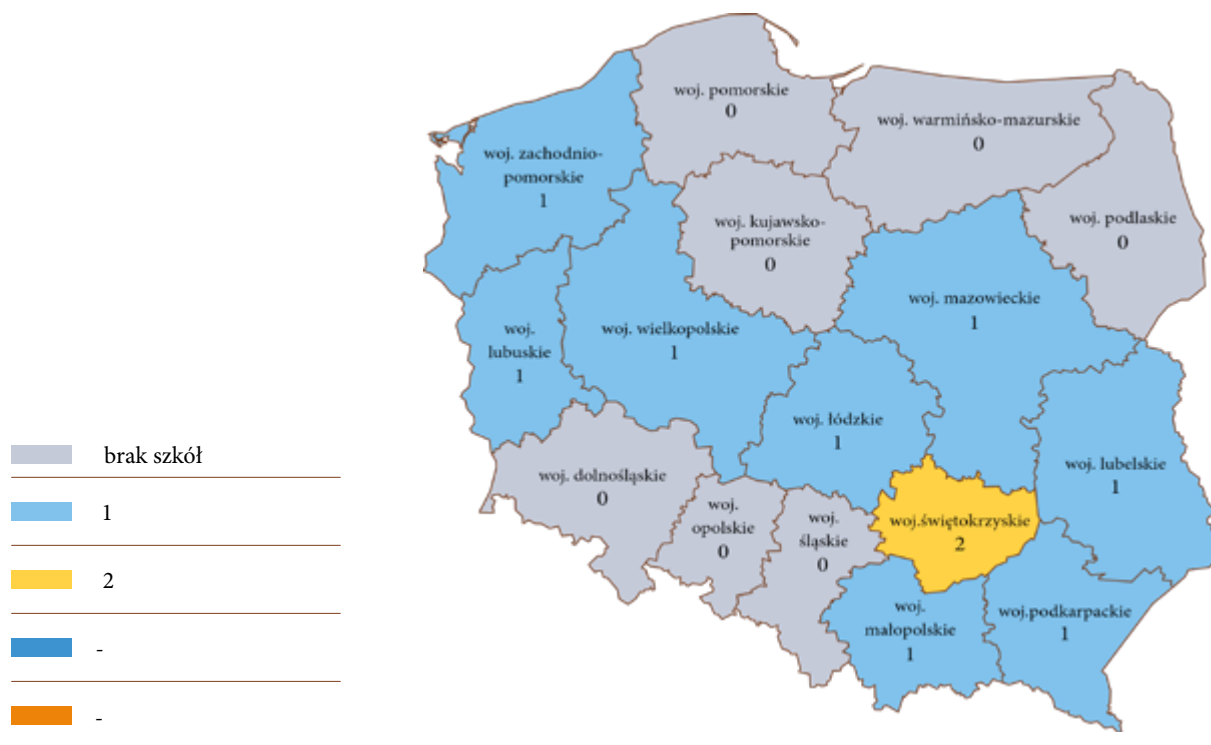 woj. pomorskie
0
woj. warmińsko-mazurskie
0
woj. zachodnio-
pomorskie
1
woj. kujawsko-
pomorskie
0
woj. podlaskie
0
woj. mazowieckie
1
woj.
lubuskie
1
woj. wielkopolskie
1
woj. łódzkie
1
woj. lubelskie
1
woj. dolnośląskie
0
woj.
opolskie
0
woj.
śląskie
0
woj.świętokrzyskie
2
woj.
małopolskie
1
woj.podkarpackie
1
brak szkół
1
2
-
-